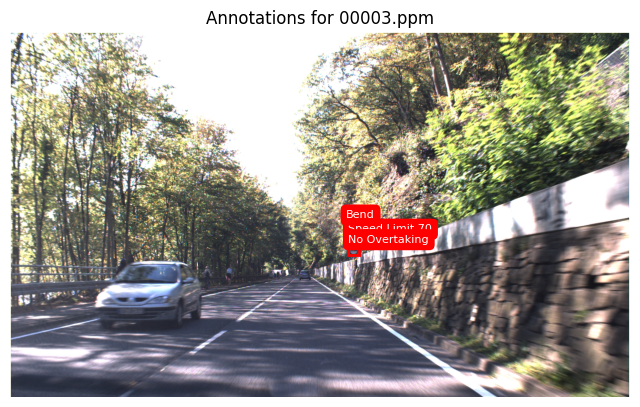 Annotations for 00003.ppm
Bend
Speed Limit 70
No Overtaking